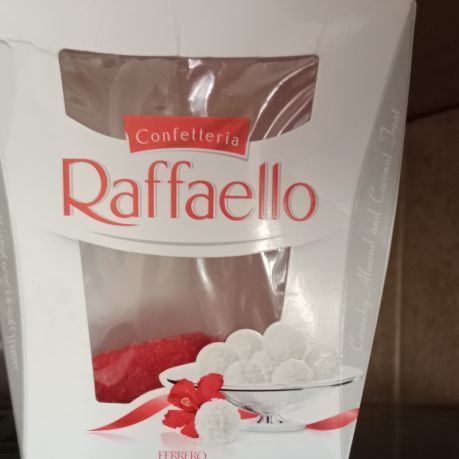 Confetteria
Raffaello
Crunchy Almond and Coconut Treat
FERRERO